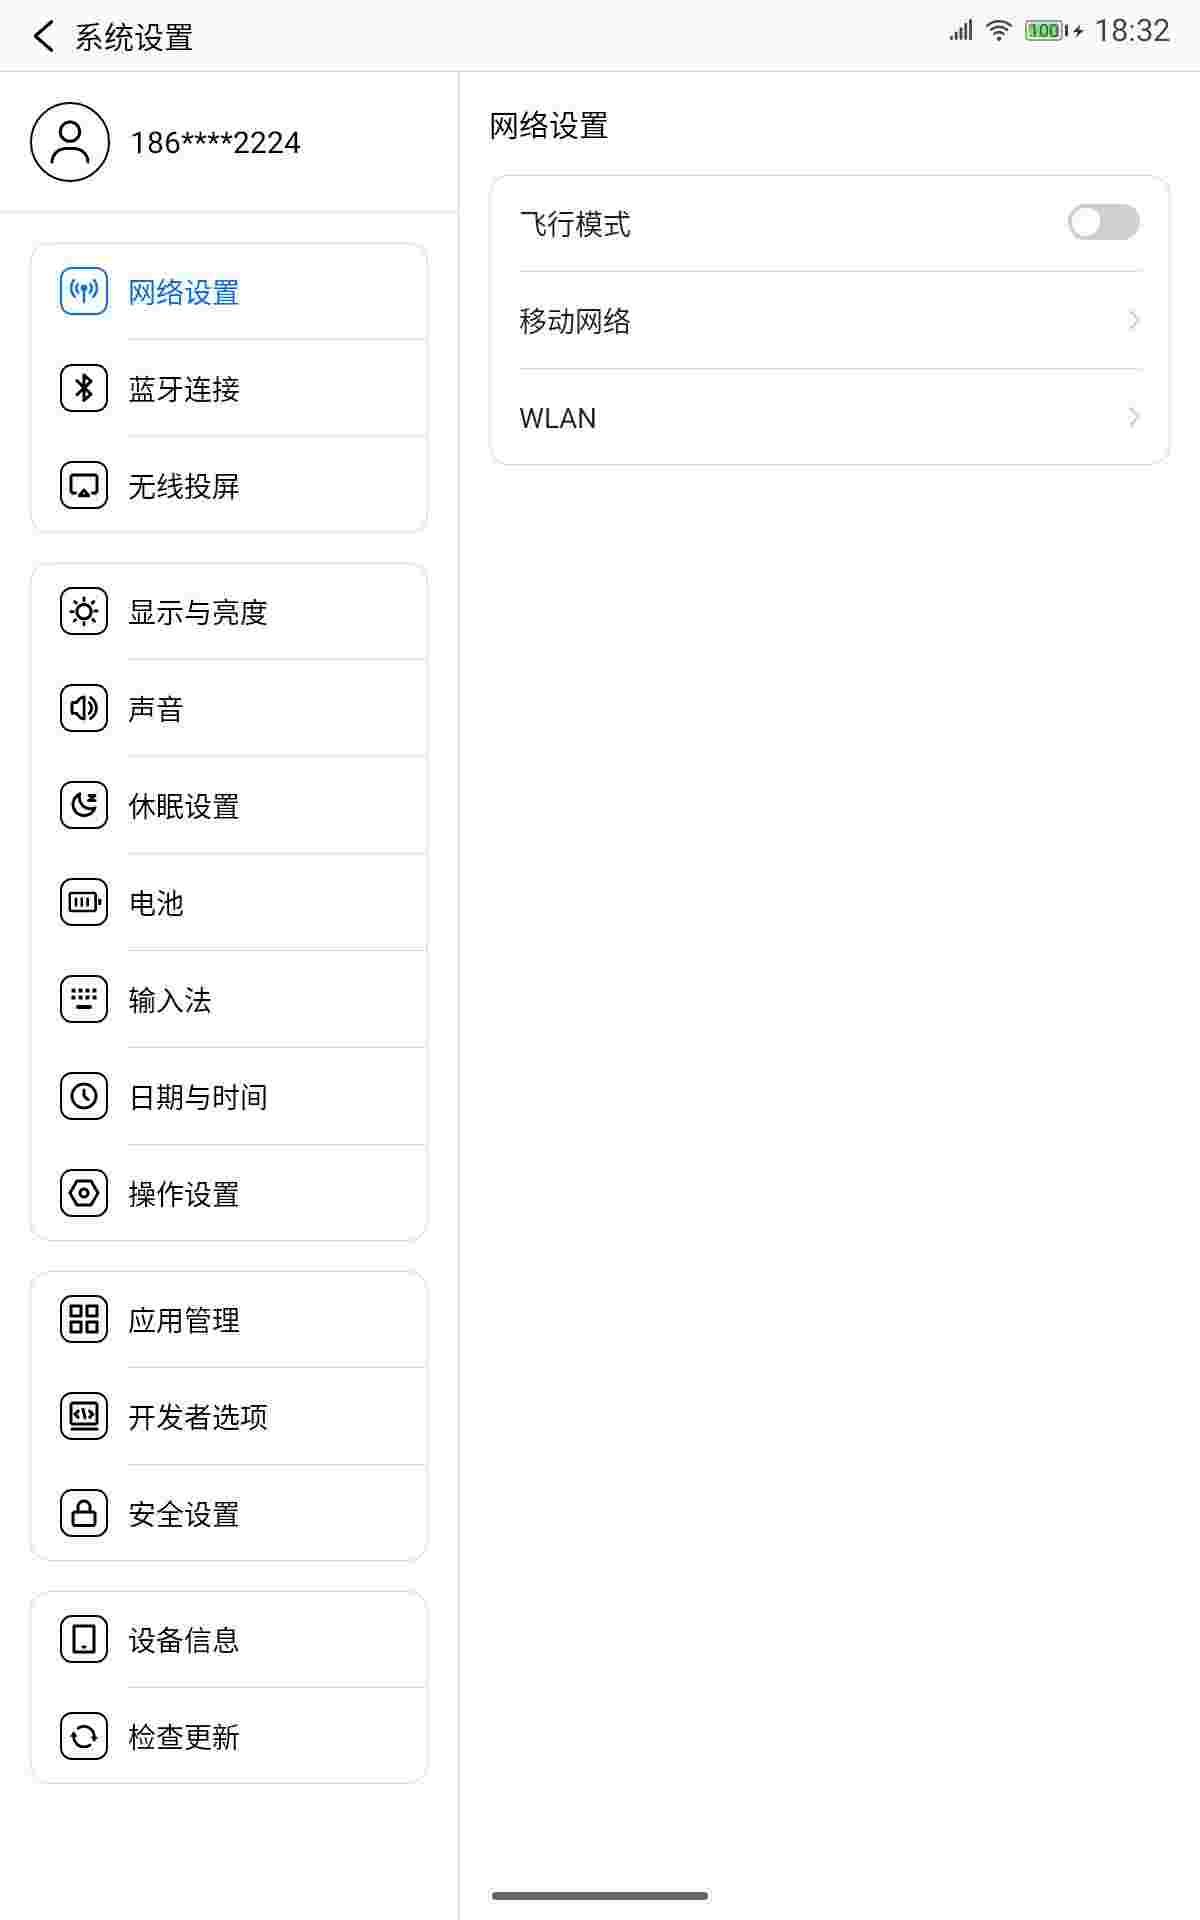 系统设置
100
18:32
186****2224
网络设置
蓝牙连接
无线投屏
显示与亮度
声音
休眠设置
电池
输入法
日期与时间
操作设置
应用管理
开发者选项
安全设置
设备信息
检查更新
网络设置
飞行模式
移动网络
WLAN